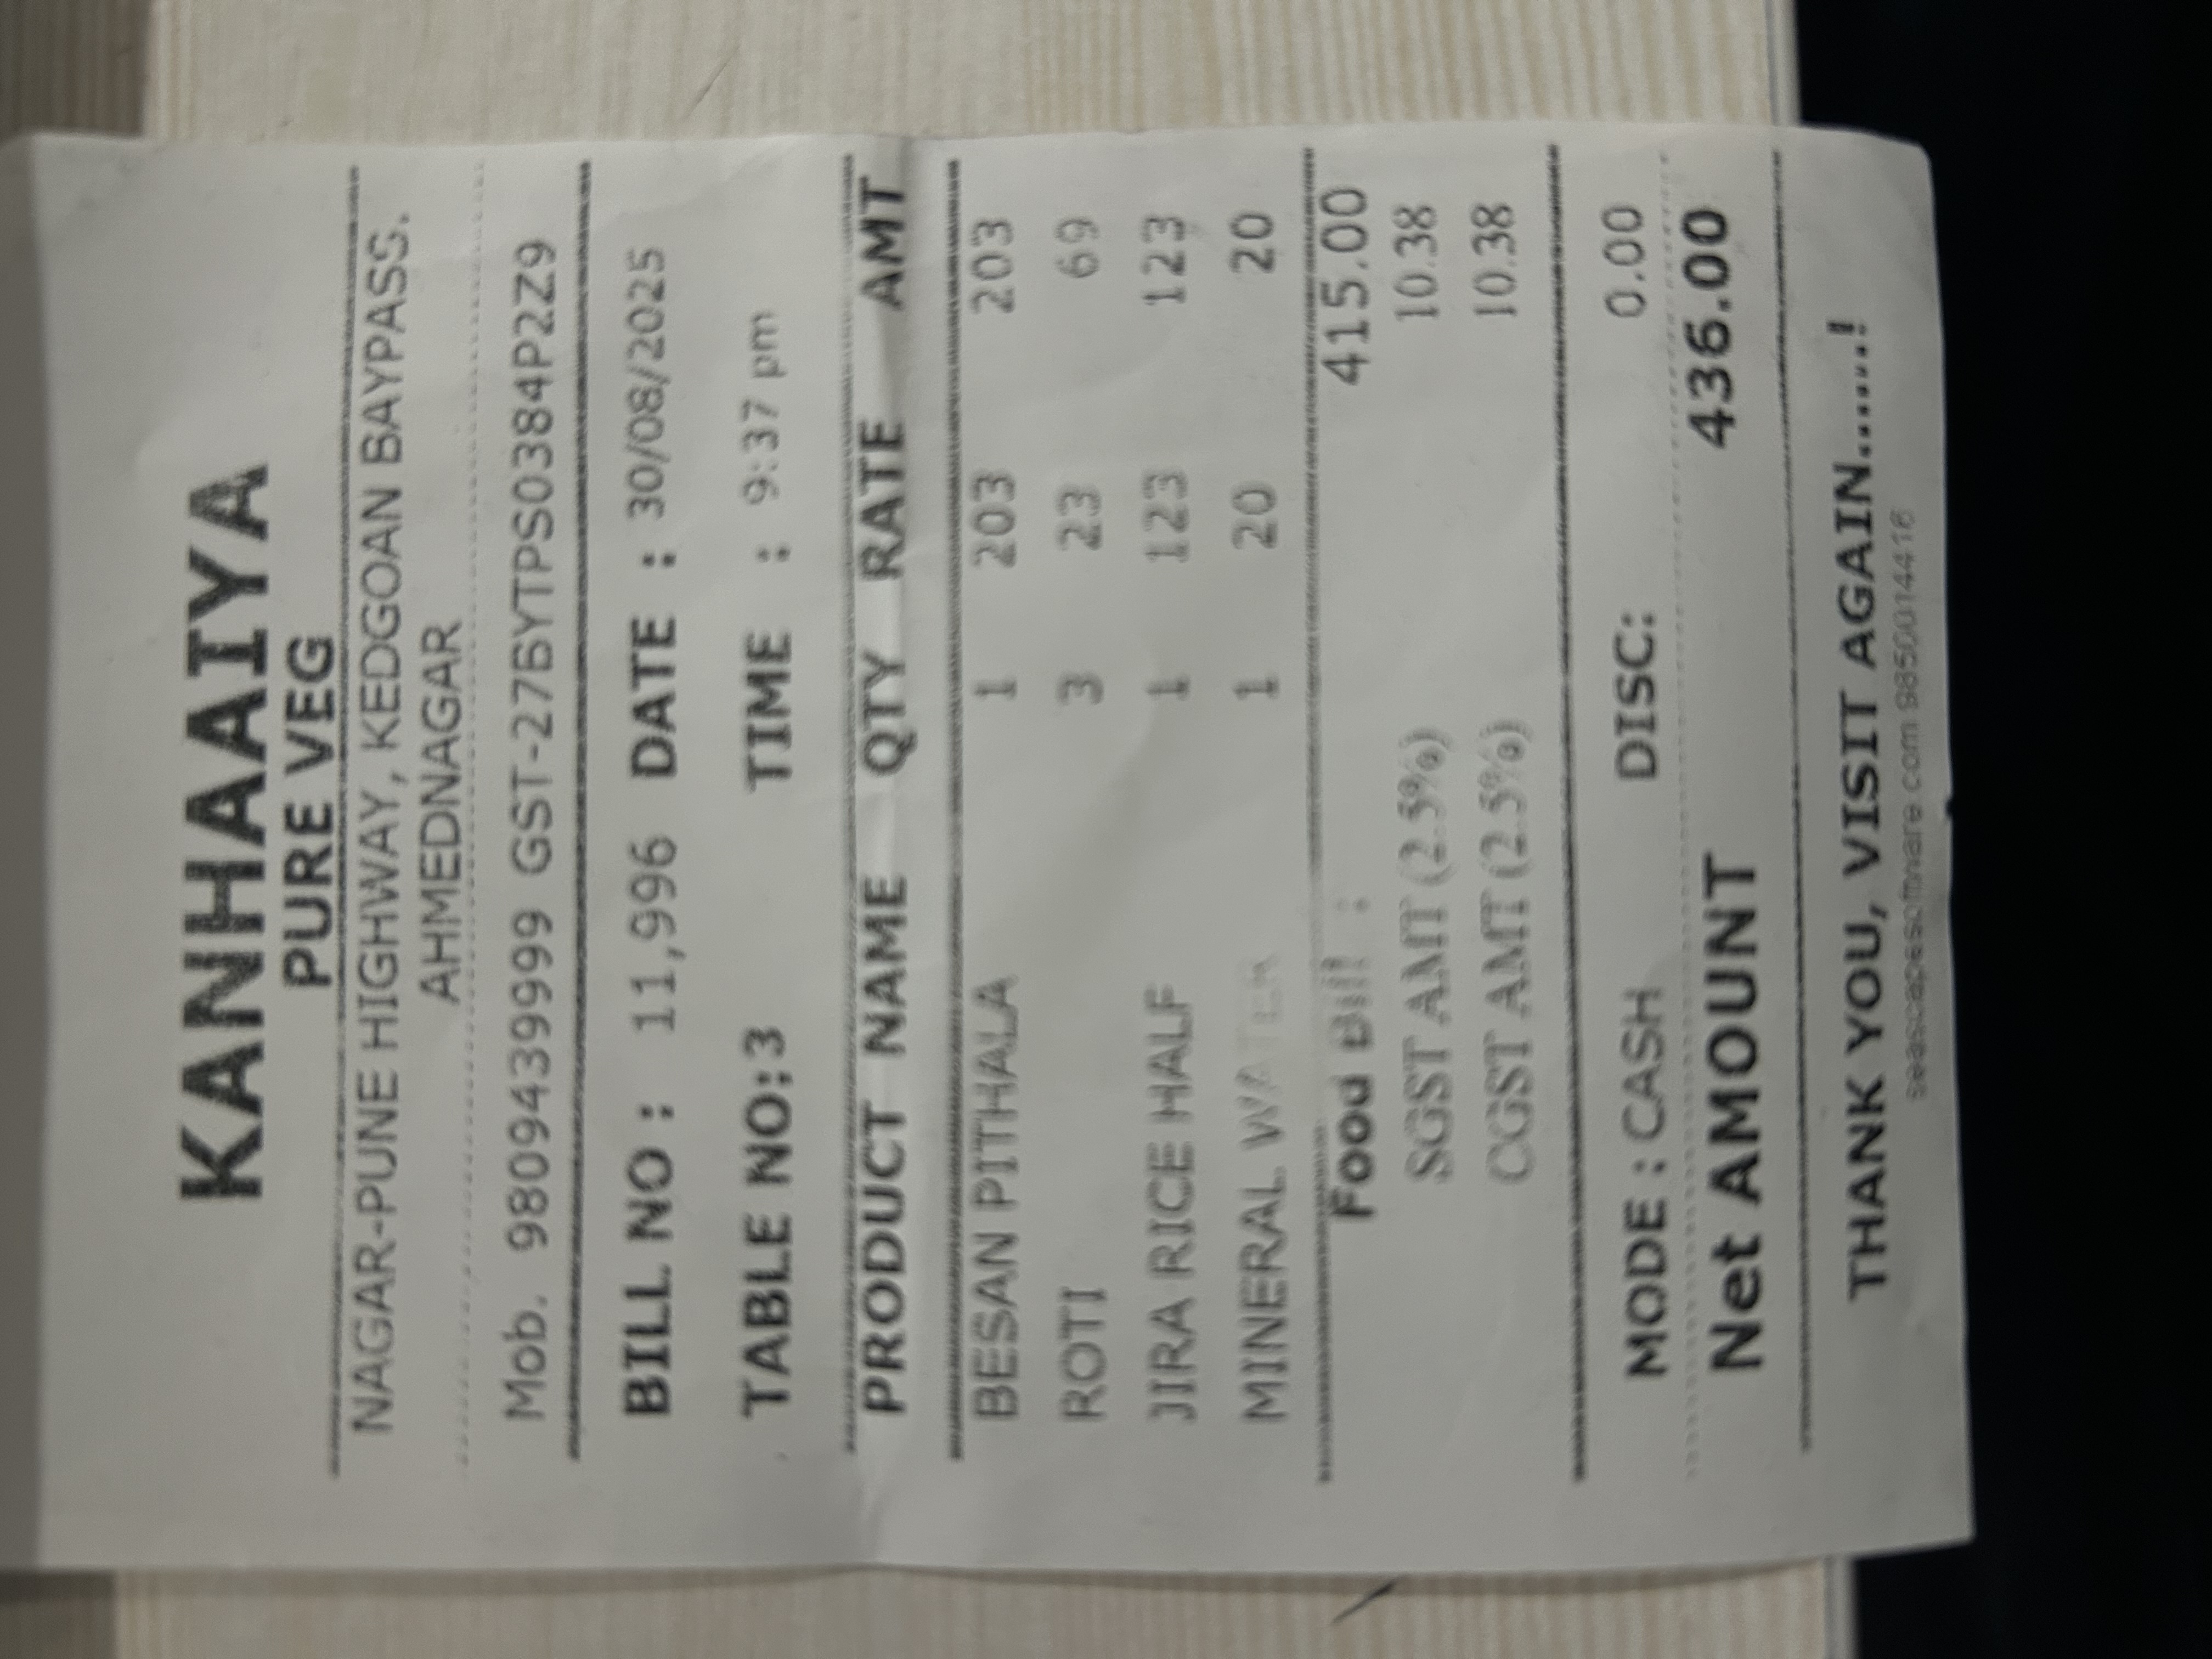 KANHAAIYA
PURE VEG
NAGAR-PUNE HIGHWAY, KEDGOAN BAYPASS.
AHMEDNAGAR
Mob. 9809439999 GST-27BYTPS0384P2Z9
BILL NO : 11,996 DATE : 30/08/2025
TABLE NO:3 TIME : 9:37 pm
PRODUCT NAME QTY RATE AMT
BESAN PITHALA 1 203 203
ROTI 3 23 69
JIRA RICE HALF 1 123 123
MINERAL WATER 1 20 20
Food Bill : 415.00
SGST AMT (2.5%) 10.38
CGST AMT (2.5%) 10.38
MODE : CASH DISC: 0.00
Net AMOUNT 436.00
THANK YOU, VISIT AGAIN.......!
seascapesoftware.com